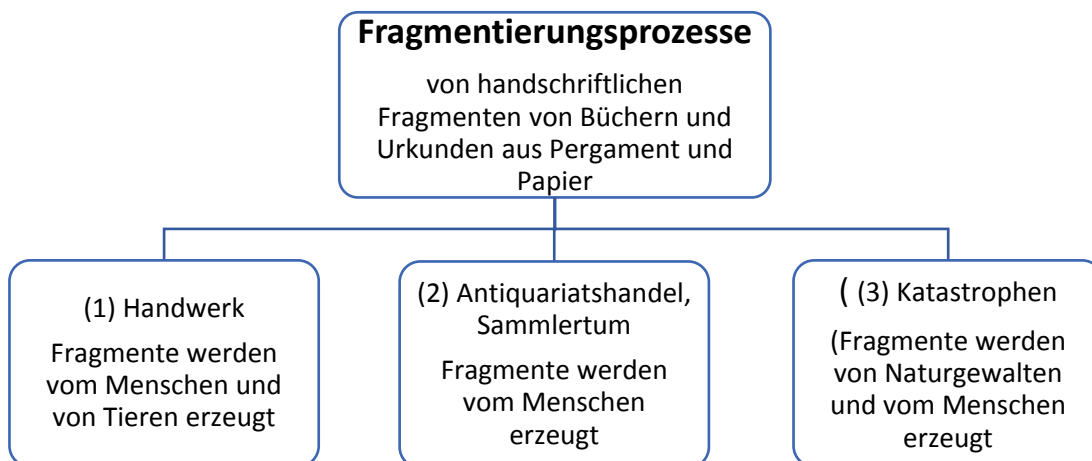 Fragmentierungsprozesse
von handschriftlichen
Fragmenten von Büchern und
Urkunden aus Pergament und
Papier
(1) Handwerk
Fragmente werden
vom Menschen und
von Tieren erzeugt
(2) Antiquariatshandel,
Sammlertum
Fragmente werden
vom Menschen
erzeugt
( (3) Katastrophen
(Fragmente werden
von Naturgewalten
und vom Menschen
erzeugt